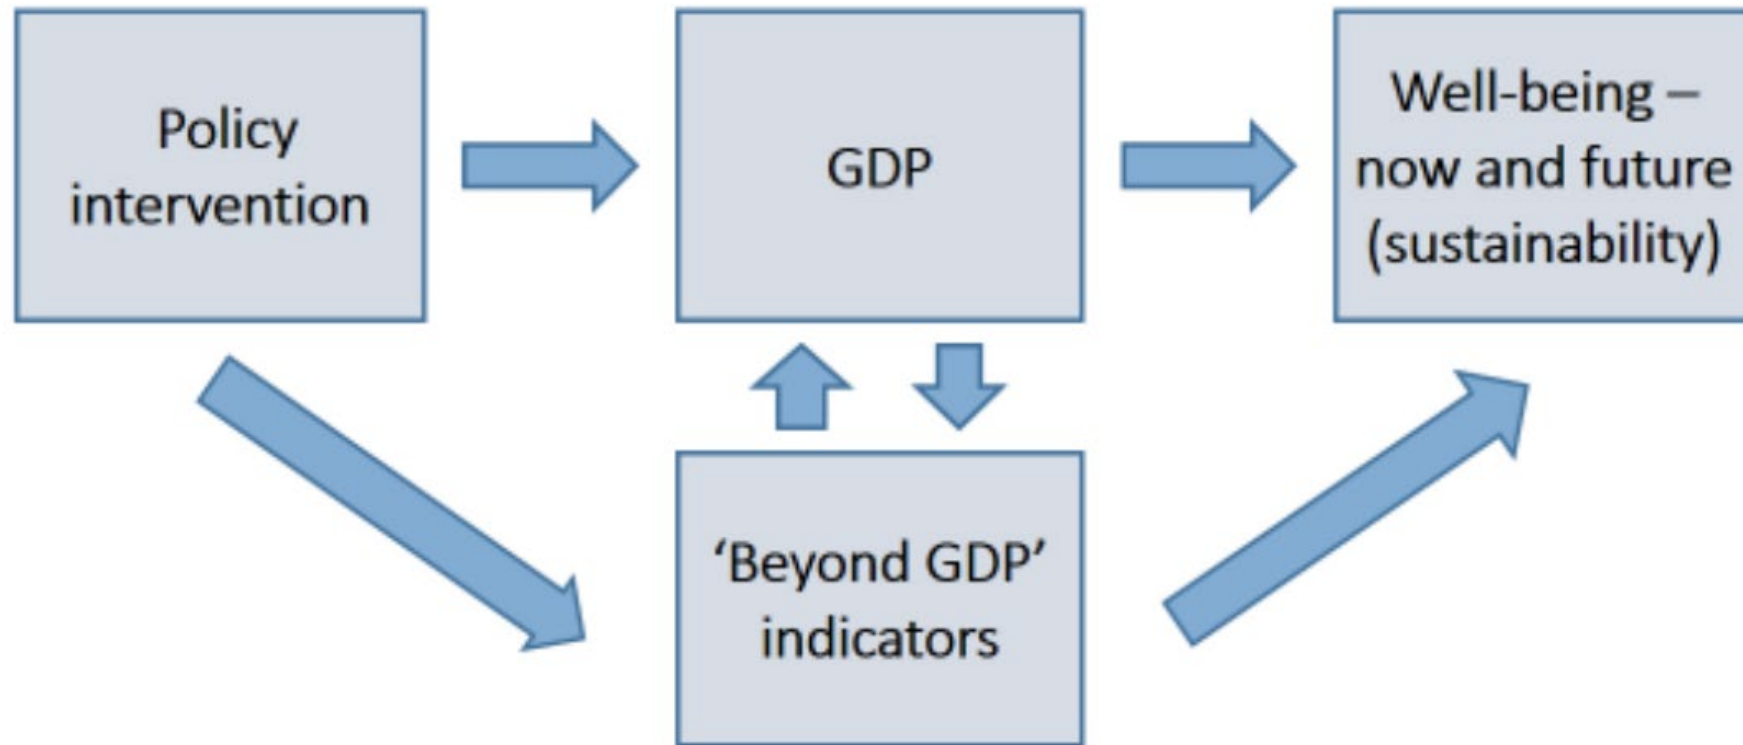 Policy
intervention
GDP
Well-being –
now and future
(sustainability)
‘Beyond GDP’
indicators